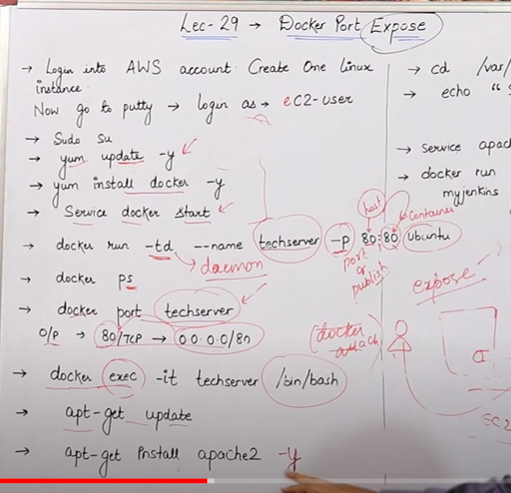 Lec-29 → Docker Port Expose
→ Login into AWS account. Create One linux
instance.
Now go to putty → login as → ec2-user
→ Sudo su
→ yum update -y
→ yum install docker -y
→ Service docker start
→ docker run -td --name techserver -p 80:80 ubuntu
host
container
port
or
publish
daemon
→ docker ps
→ docker port techserver
O/P → 80/TCP → 0.0.0.0/80
→ docker exec -it techserver /bin/bash
→ apt-get update
→ apt-get install apache2 -y
→ cd /var/
→ echo "
→ service apac
→ docker run
myjenkins
expose
(docker
attach)
EC2